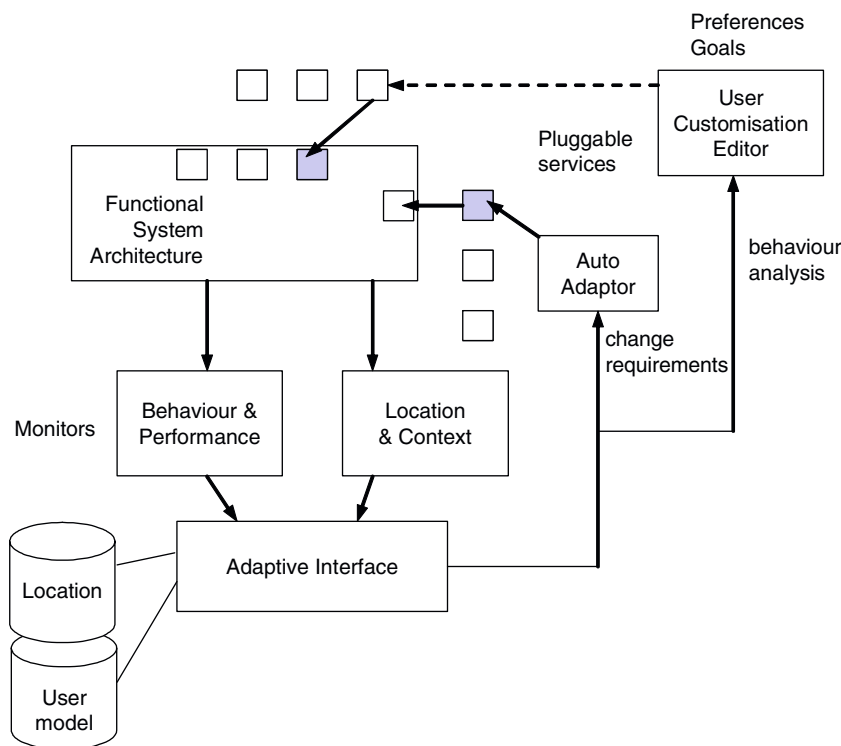 Preferences
Goals
User
Customisation
Editor
Pluggable
services
Functional
System
Architecture
Auto
Adaptor
behaviour
analysis
change
requirements
Monitors
Behaviour &
Performance
Location
& Context
Adaptive Interface
Location
User
model